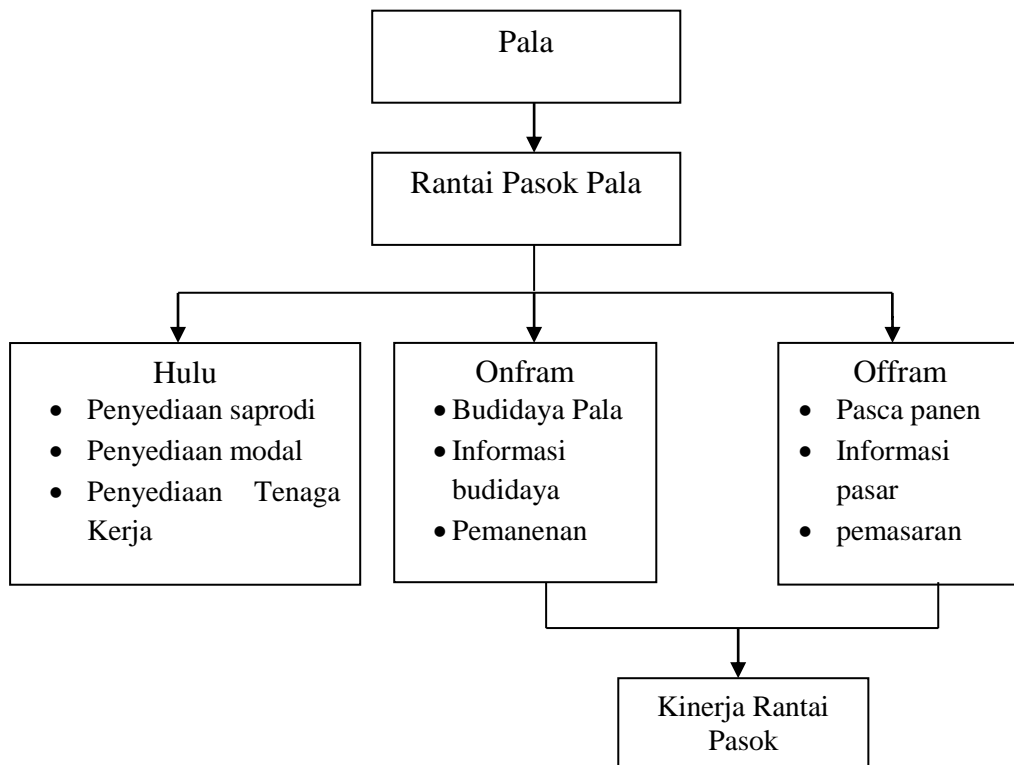 Pala
Rantai Pasok Pala
Hulu
• Penyediaan saprodi
• Penyediaan modal
• Penyediaan Tenaga
Kerja
Onfram
• Budidaya Pala
• Informasi
budidaya
• Pemanenan
Offram
• Pasca panen
• Informasi
pasar
• pemasaran
Kinerja Rantai
Pasok